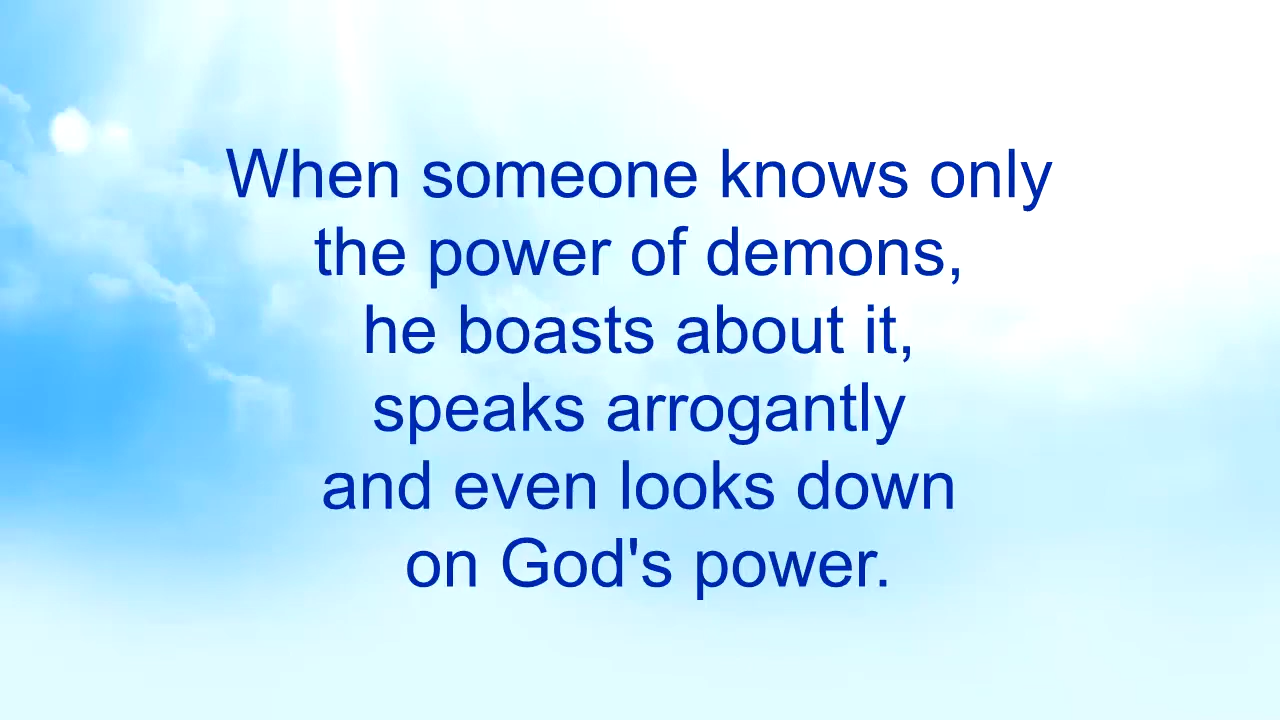 When someone knows only
the power of demons,
he boasts about it,
speaks arrogantly
and even looks down
on God's power.